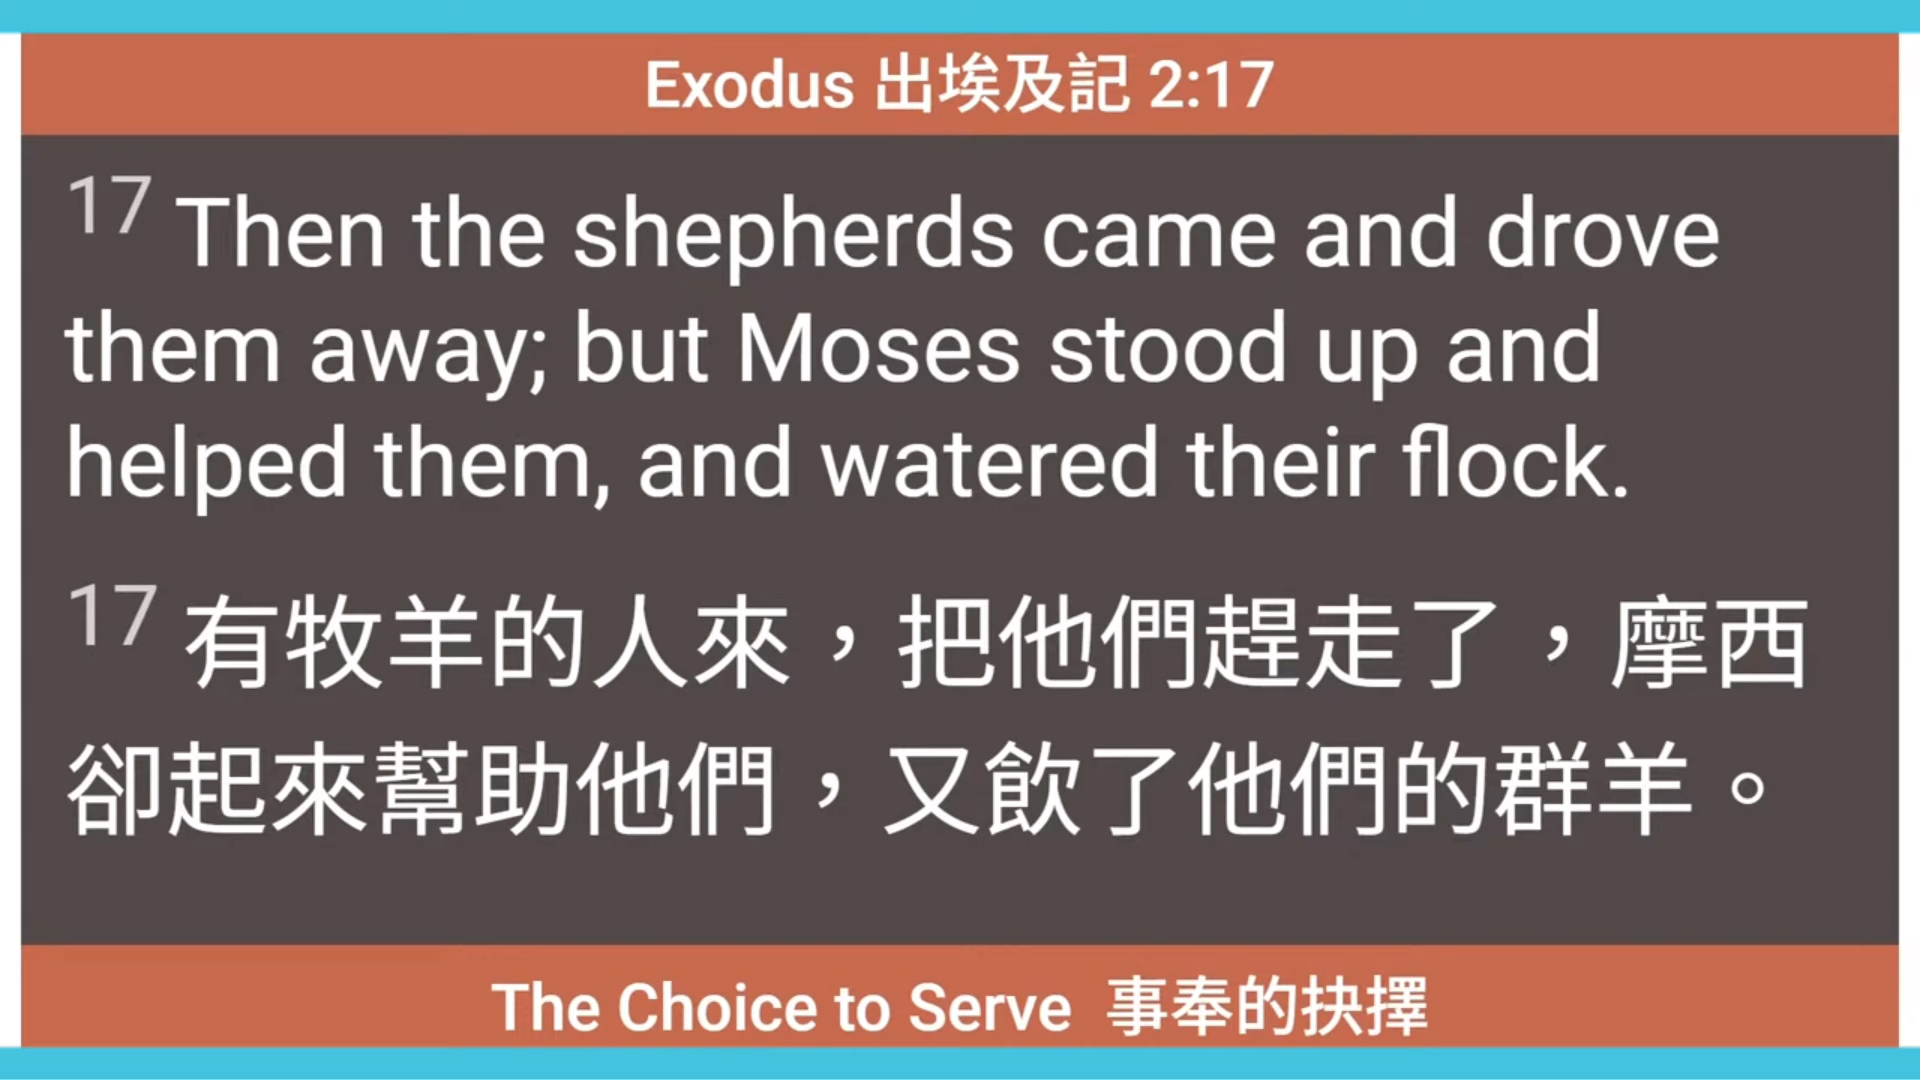 Exodus 出埃及記 2:17
17 Then the shepherds came and drove
them away; but Moses stood up and
helped them, and watered their flock.
17 有牧羊的人來，把他們趕走了，摩西
卻起來幫助他們，又飲了他們的群羊。
The Choice to Serve 事奉的抉擇